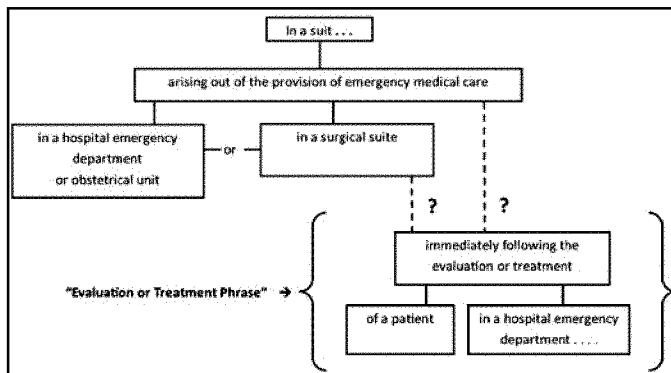 In a suit . . .
arising out of the provision of emergency medical care
in a hospital emergency
department
or obstetrical unit
or
in a surgical suite
?
?
immediately following the
evaluation or treatment
"Evaluation or Treatment Phrase" →
of a patient
in a hospital emergency
department . . . .